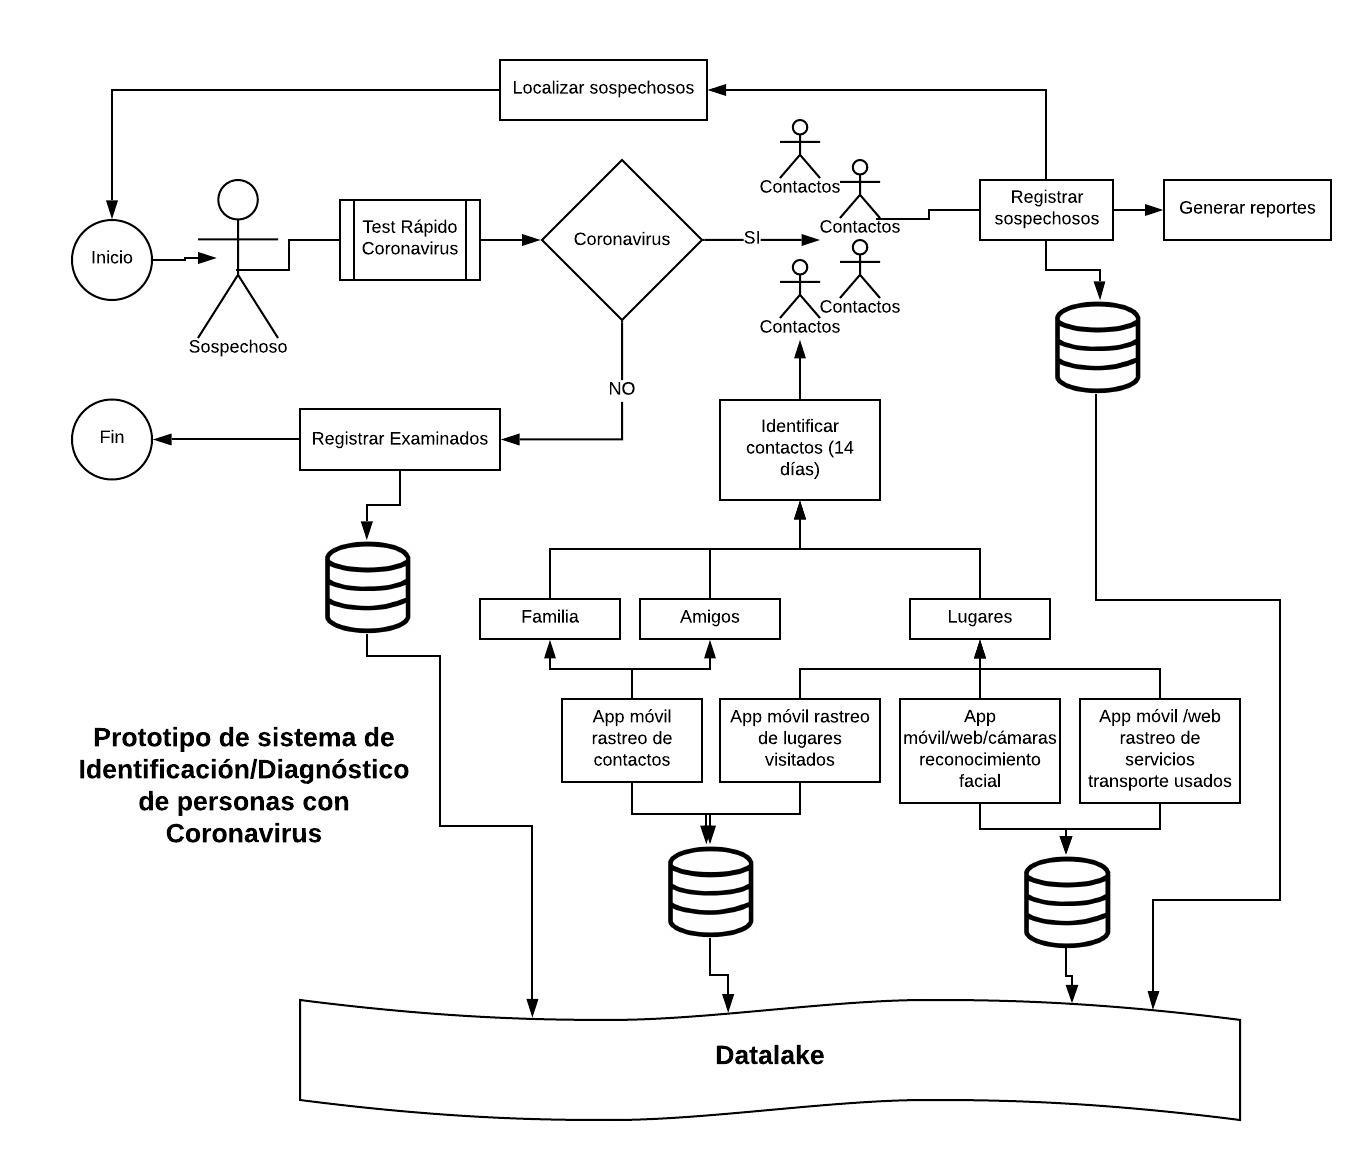 Localizar sospechosos
Contactos
Contactos
Contactos
Contactos
Registrar
sospechosos
Generar reportes
Inicio
Sospechoso
Test Rápido
Coronavirus
Coronavirus
SI
NO
Fin
Registrar Examinados
Identificar
contactos (14
días)
Familia
Amigos
Lugares
App móvil
rastreo de
contactos
App móvil rastreo
de lugares
visitados
App
móvil/web/cámaras
reconocimiento
facial
App móvil /web
rastreo de
servicios
transporte usados
Prototipo de sistema de
Identificación/Diagnóstico
de personas con
Coronavirus
Datalake